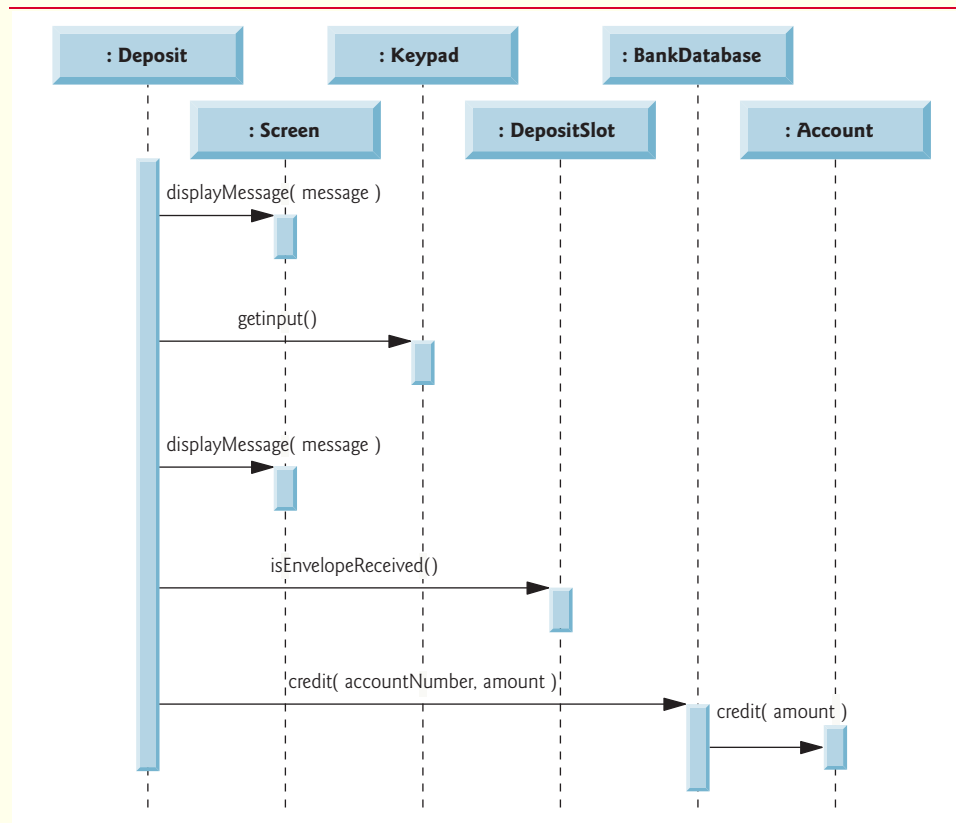 : Deposit
: Keypad
: BankDatabase
: Screen
: DepositSlot
: Account
displayMessage( message )
getinput()
displayMessage( message )
isEnvelopeReceived()
credit( accountNumber, amount )
credit( amount )